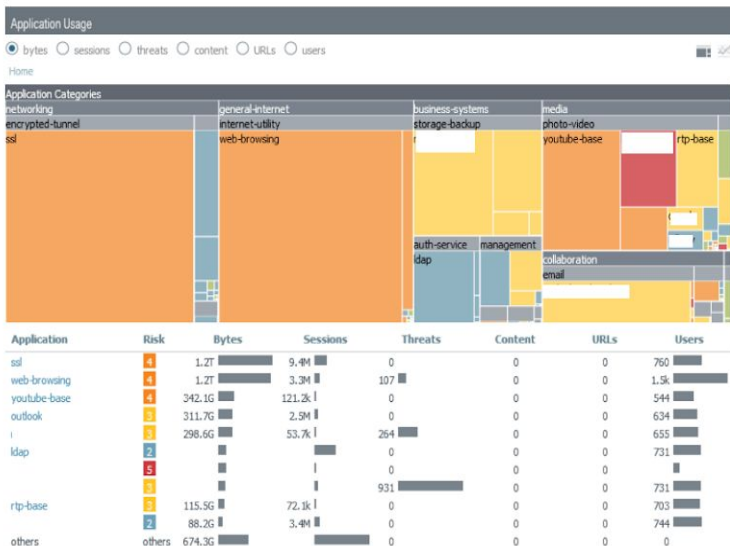 Application Usage
bytes sessions threats content URLs users
Home
Application Categories
networking general-internet business-systems media
encrypted-tunnel internet-utility storage-backup photo-video
ssl web-browsing youtube-base rtp-base
auth-service management
ldap
collaboration
email
Application Risk Bytes Sessions Threats Content URLs Users
ssl 4 1.2T 9.4M 0 0 0 760
web-browsing 4 1.2T 3.3M 107 0 0 1.5k
youtube-base 4 342.1G 121.2k 0 0 0 544
outlook 3 311.7G 2.5M 0 0 0 634
3 298.6G 53.7k 264 0 0 655
ldap 2 0 0 0 731
5 0 0 0
3 931 0 0 731
rtp-base 3 115.5G 72.1k 0 0 0 703
2 88.2G 3.4M 0 0 0 744
others others 674.3G 0 0 0 0